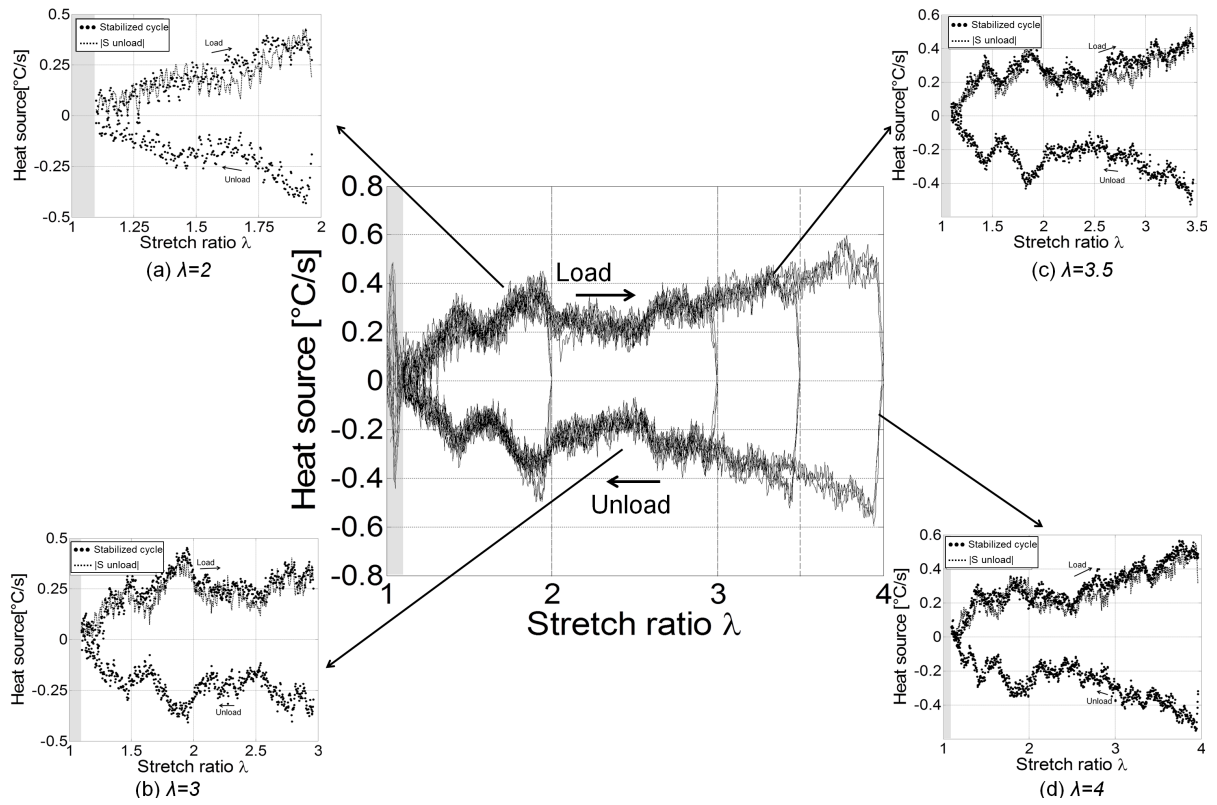 0.5
0.25
0
-0.25
-0.5
Heat source[°C/s]
Stabilized cycle
|S unload|
Load
Unload
1
1.25
1.5
1.75
2
Stretch ratio λ
(a) λ=2
0.6
0.4
0.2
0
-0.2
-0.4
Heat source[°C/s]
Stabilized cycle
|S unload|
Load
Unload
1
1.5
2
2.5
3
3.5
Stretch ratio λ
(c) λ=3.5
0.8
0.6
0.4
0.2
0
-0.2
-0.4
-0.6
-0.8
Heat source [°C/s]
Load
Unload
1
2
3
4
Stretch ratio λ
0.5
0.25
0
-0.25
-0.5
Heat source[°C/s]
Stabilized cycle
|S unload|
Load
Unload
1
1.5
2
2.5
3
Stretch ratio λ
(b) λ=3
0.6
0.4
0.2
0
-0.2
-0.4
Heat source [°C/s]
Stabilized cycle
|S unload|
Load
Unload
1
2
3
4
Stretch ratio λ
(d) λ=4